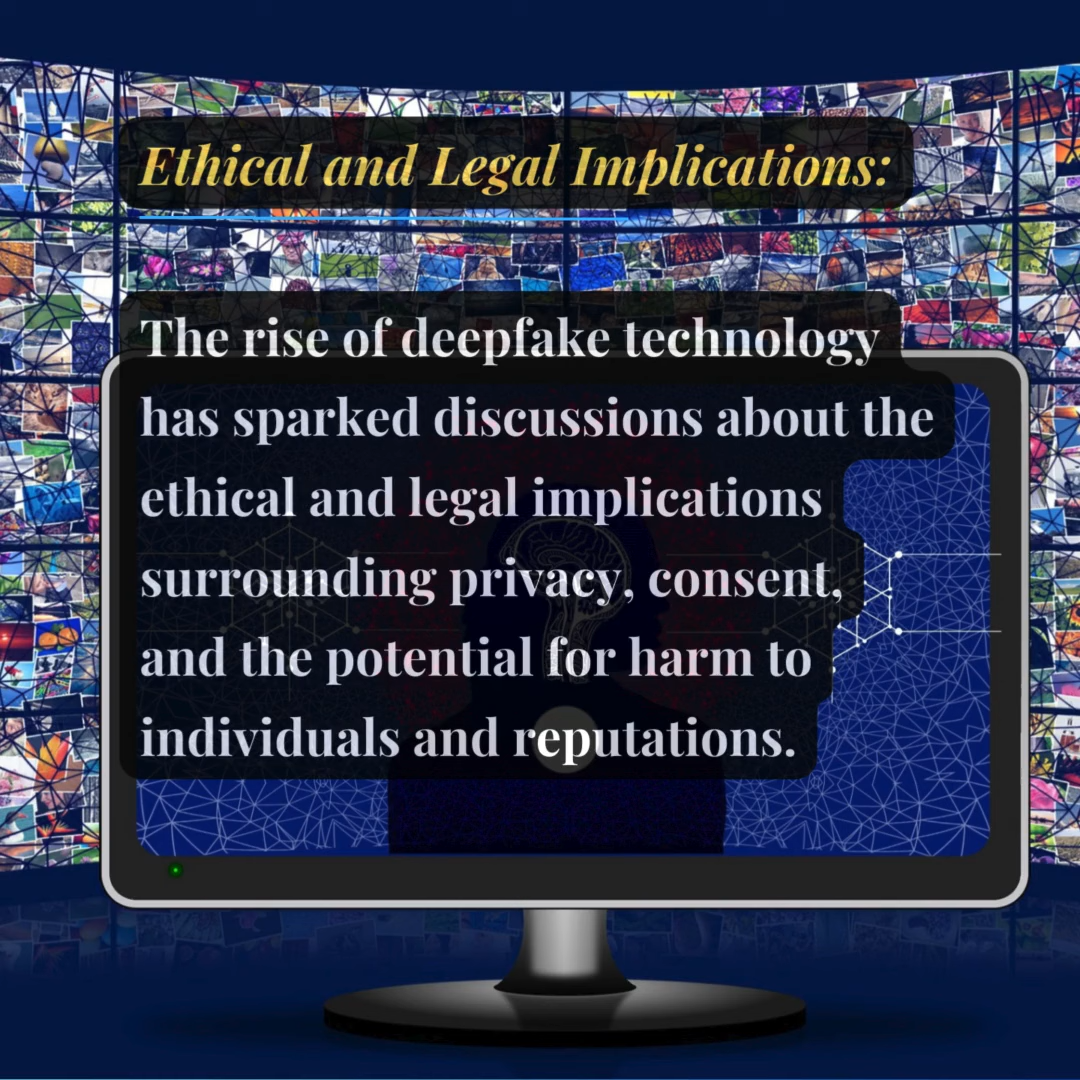 Ethical and Legal Implications:
The rise of deepfake technology
has sparked discussions about the
ethical and legal implications
surrounding privacy, consent,
and the potential for harm to
individuals and reputations.